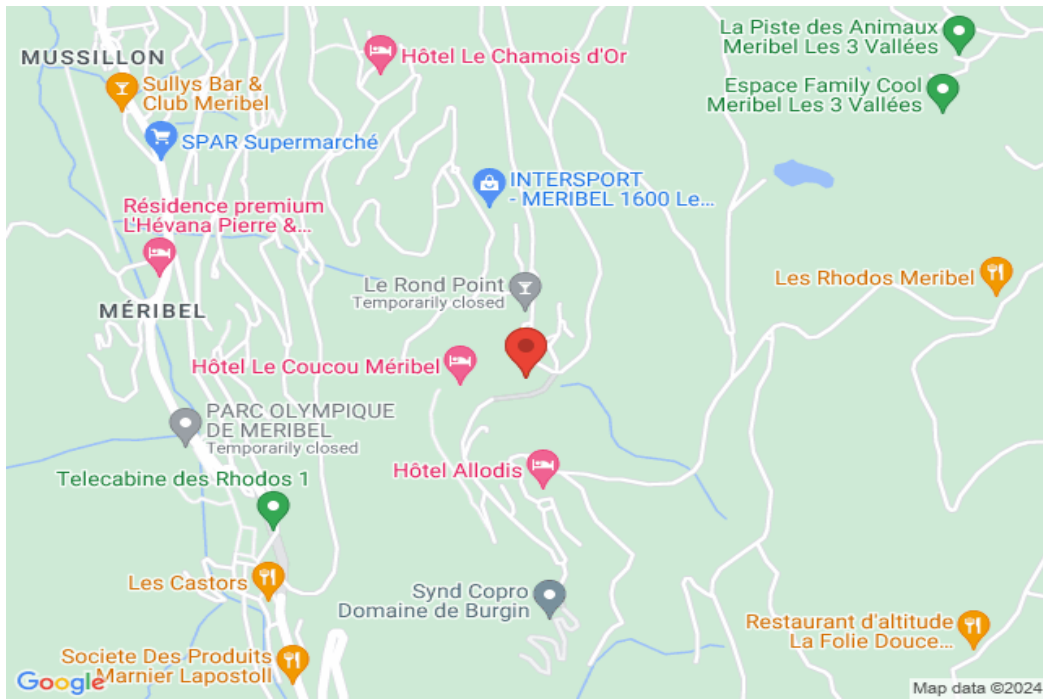 MUSSILLON
Sullys Bar &
Club Meribel
SPAR Supermarché
Hôtel Le Chamois d'Or
La Piste des Animaux
Meribel Les 3 Vallées
Espace Family Cool
Meribel Les 3 Vallées
INTERSPORT
- MERIBEL 1600 Le...
Résidence premium
L'Hévana Pierre &...
MÉRIBEL
Le Rond Point
Temporarily closed
Les Rhodos Meribel
Hôtel Le Coucou Méribel
PARC OLYMPIQUE
DE MERIBEL
Temporarily closed
Telecabine des Rhodos 1
Hôtel Allodis
Les Castors
Synd Copro
Domaine de Burgin
Restaurant d'altitude
La Folie Douce...
Societe Des Produits
Marnier Lapostoll
Google
Map data ©2024